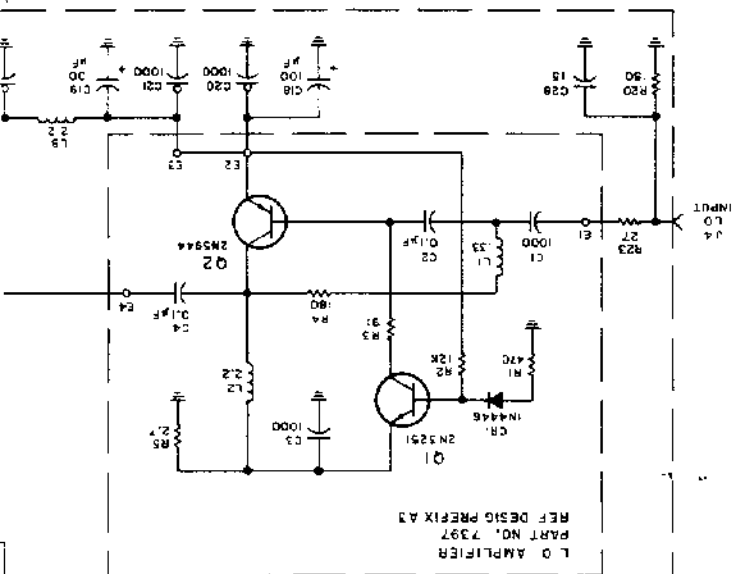 L O AMPLIFIER
PART NO. 7397
REF DESIG PREFIX A3
Q1
2N3251
CR1
1N4446
R1
470
R2
12K
C3
1000
R5
2.7
R3
91
L2
2.2
R4
180
C4
0.1µF
E4
Q2
2N5944
L1
.33
C1
1000
C2
0.1µF
E1
R23
27
J4
LO
INPUT
E2
E3
L8
2.2
R20
50
C28
15
C18
100
µF
+
C20
1000
C21
1000
C19
30
µF
+